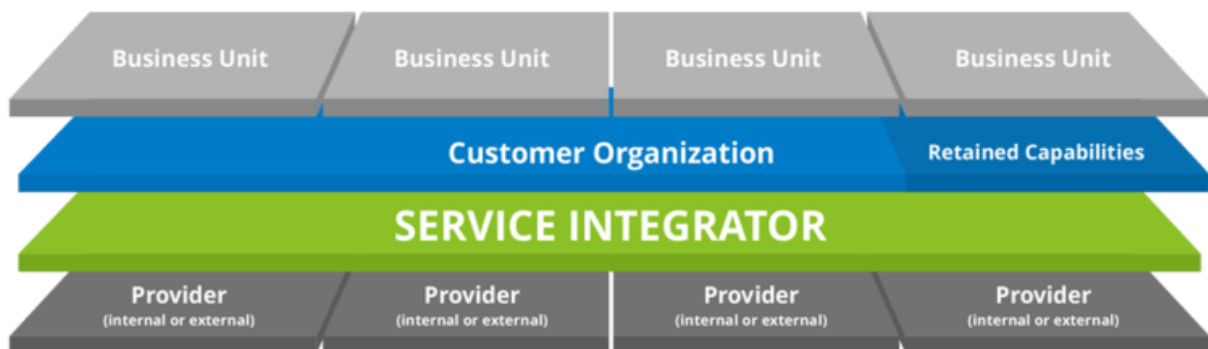 Business Unit Business Unit Business Unit Business Unit
Customer Organization Retained Capabilities
SERVICE INTEGRATOR
Provider Provider Provider Provider
(internal or external) (internal or external) (internal or external) (internal or external)